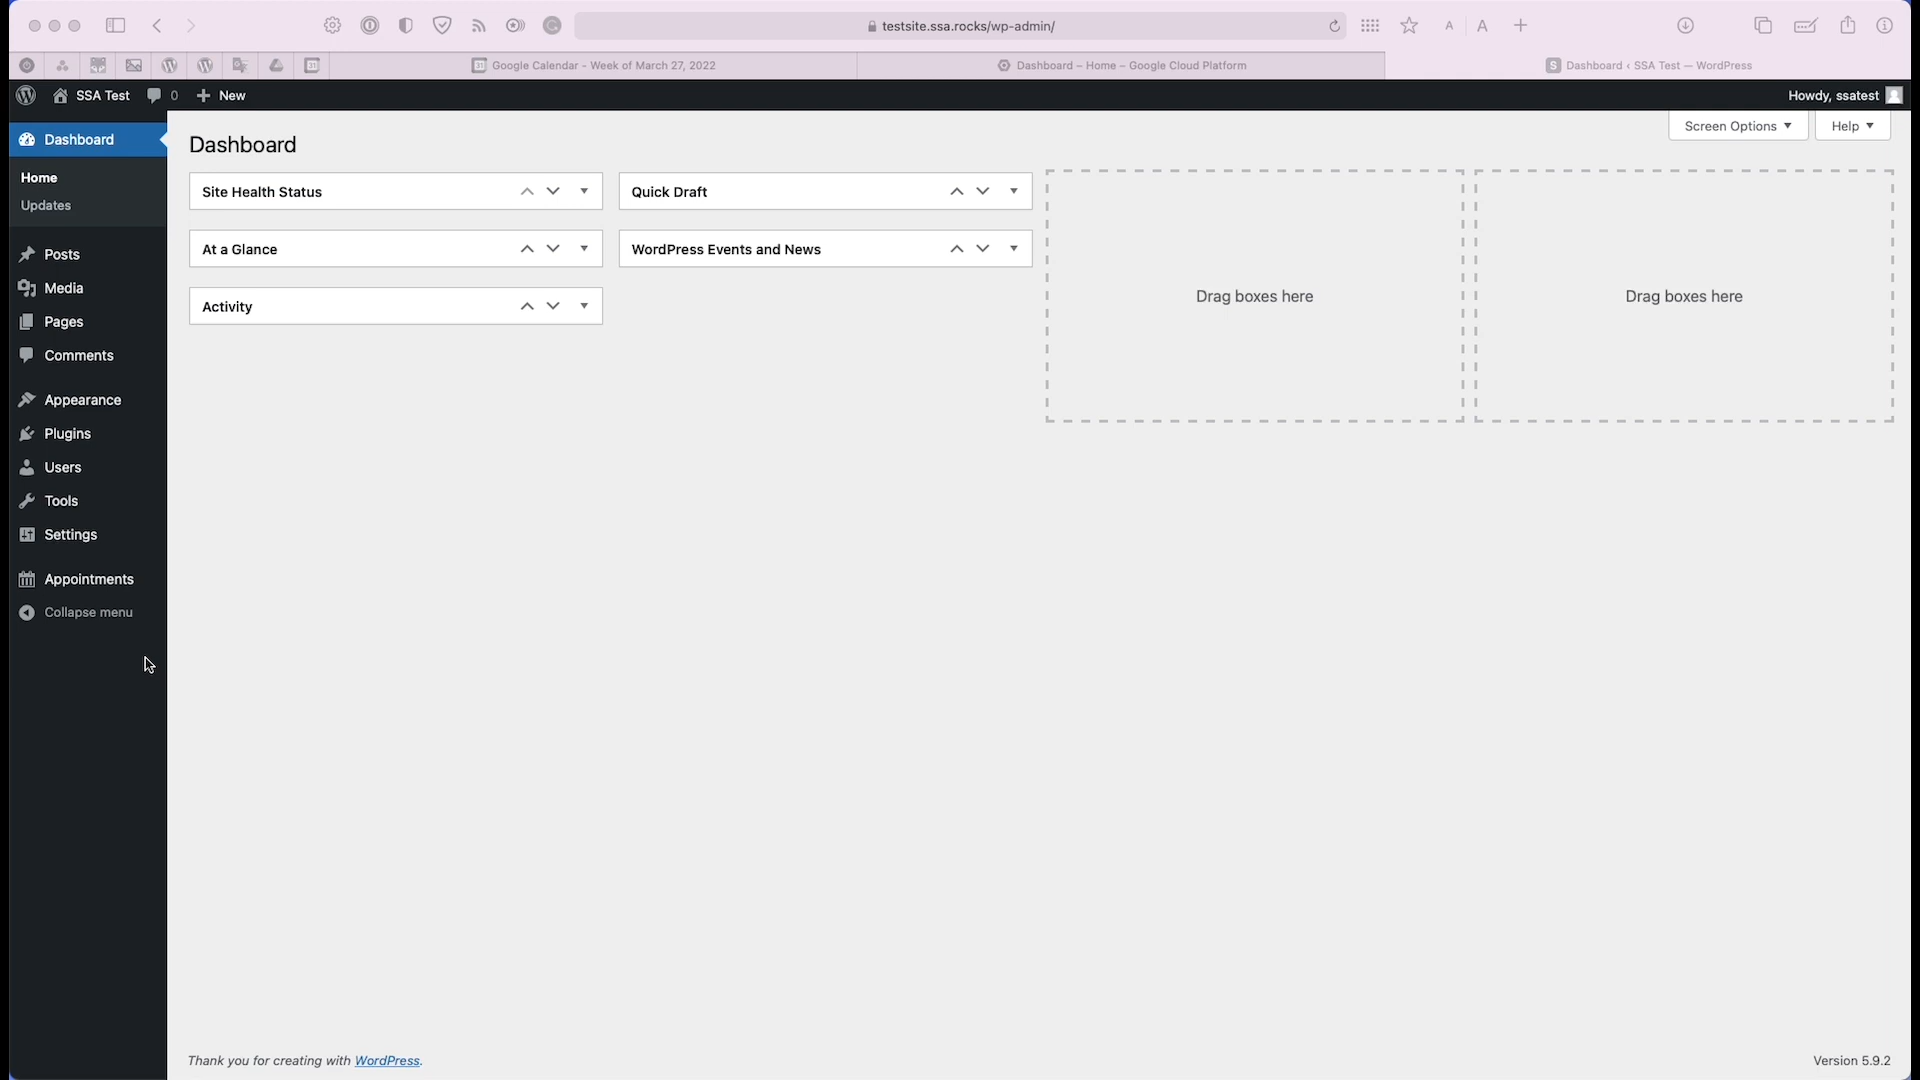 testsite.ssa.rocks/wp-admin/
A A
31
31 Google Calendar - Week of March 27, 2022
Dashboard – Home – Google Cloud Platform
S Dashboard ‹ SSA Test — WordPress
SSA Test 0 + New
Howdy, ssatest
Dashboard
Home
Updates
Posts
Media
Pages
Comments
Appearance
Plugins
Users
Tools
Settings
Appointments
Collapse menu
Screen Options ▼ Help ▼
Dashboard
Site Health Status
At a Glance
Activity
Quick Draft
WordPress Events and News
Drag boxes here
Drag boxes here
Thank you for creating with WordPress.
Version 5.9.2